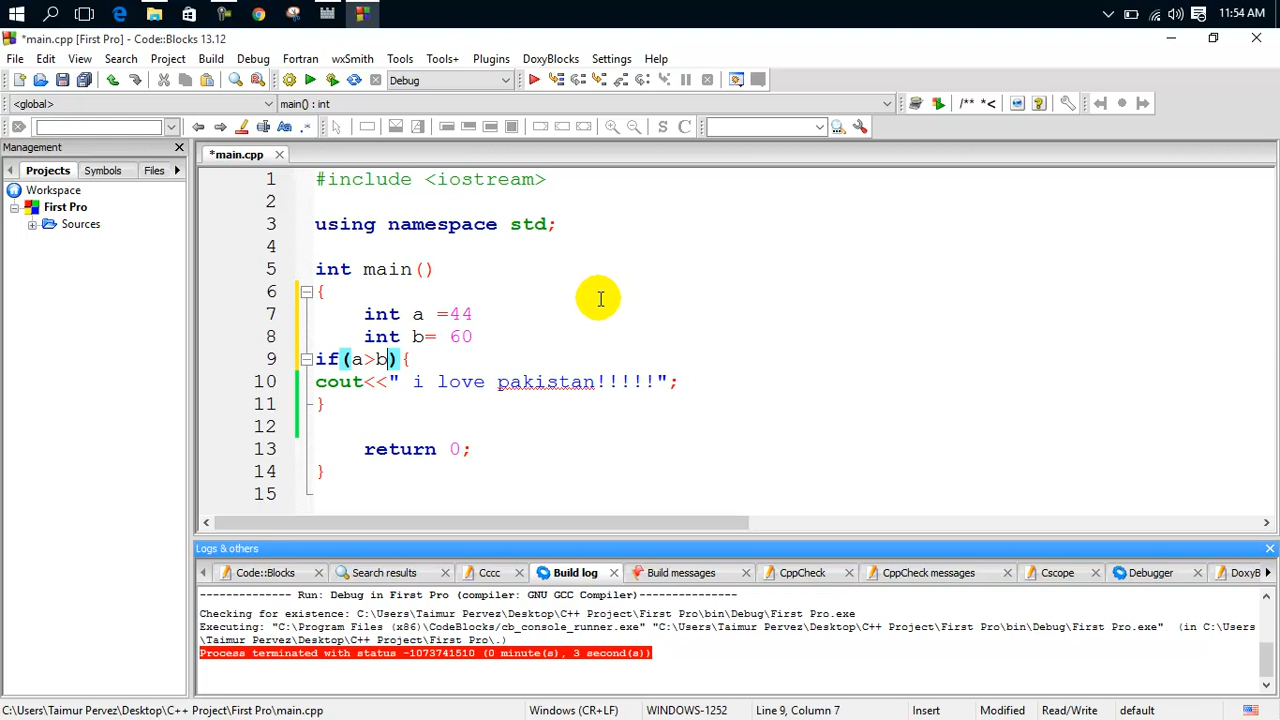 11:54 AM
*main.cpp [First Pro] - Code::Blocks 13.12
File Edit View Search Project Build Debug Fortran wxSmith Tools Tools+ Plugins DoxyBlocks Settings Help
Debug
<global> main() : int /** *<
S C
Management
Projects Symbols Files
*main.cpp
Workspace
First Pro
Sources
1 #include <iostream>
2
3 using namespace std;
4
5 int main()
6 {
7 int a =44
8 int b= 60
9 if(a>b){
10 cout<<" i love pakistan!!!!!";
11 }
12
13 return 0;
14 }
15
Logs & others
Code::Blocks Search results Cccc Build log Build messages CppCheck CppCheck messages Cscope Debugger DoxyB
-------------- Run: Debug in First Pro (compiler: GNU GCC Compiler)---------------
Checking for existence: C:\Users\Taimur Pervez\Desktop\C++ Project\First Pro\bin\Debug\First Pro.exe
Executing: "C:\Program Files (x86)\CodeBlocks/cb_console_runner.exe" "C:\Users\Taimur Pervez\Desktop\C++ Project\First Pro\bin\Debug\First Pro.exe"  (in C:\Users
\Taimur Pervez\Desktop\C++ Project\First Pro\.)
Process terminated with status -1073741510 (0 minute(s), 3 second(s))
C:\Users\Taimur Pervez\Desktop\C++ Project\First Pro\main.cpp Windows (CR+LF) WINDOWS-1252 Line 9, Column 7 Insert Modified Read/Write default